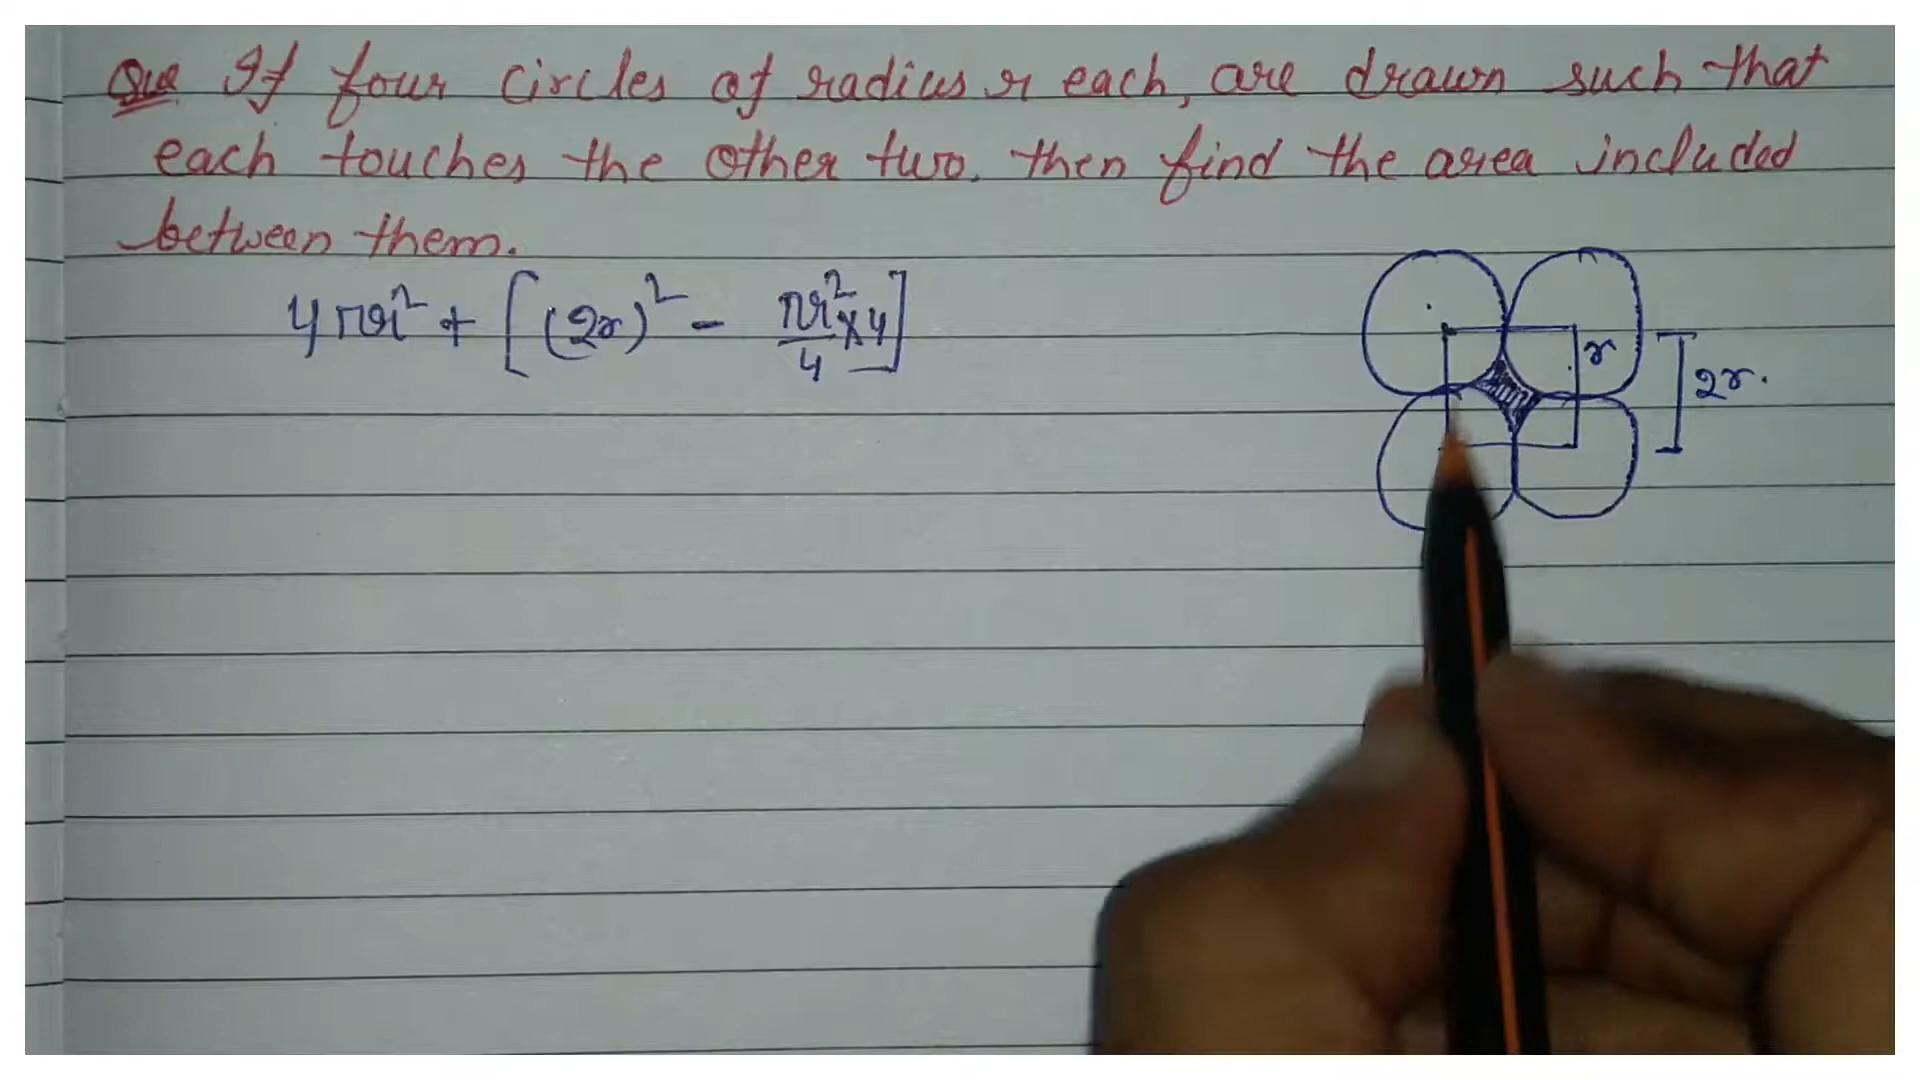 Que If four circles of radius r each, are drawn such that
each touches the other two. then find the area included
between them.
4πr² + [(2r)² - πr²/4 × 4]
r
2r.